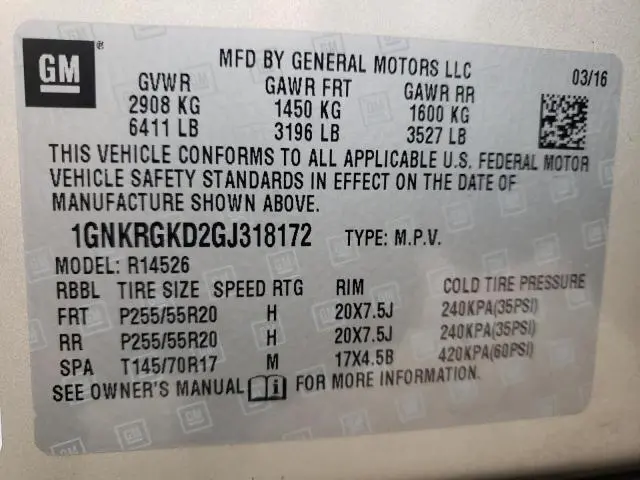 GM ®
MFD BY GENERAL MOTORS LLC
03/16
GVWR GAWR FRT GAWR RR
2908 KG 1450 KG 1600 KG
6411 LB 3196 LB 3527 LB
THIS VEHICLE CONFORMS TO ALL APPLICABLE U.S. FEDERAL MOTOR
VEHICLE SAFETY STANDARDS IN EFFECT ON THE DATE OF
MANUFACTURE SHOWN ABOVE.
1GNKRGKD2GJ318172 TYPE: M.P.V.
MODEL: R14526
RBBL TIRE SIZE SPEED RTG RIM COLD TIRE PRESSURE
FRT P255/55R20 H 20X7.5J 240KPA(35PSI)
RR P255/55R20 H 20X7.5J 240KPA(35PSI)
SPA T145/70R17 M 17X4.5B 420KPA(60PSI)
SEE OWNER'S MANUAL FOR MORE INFORMATION.